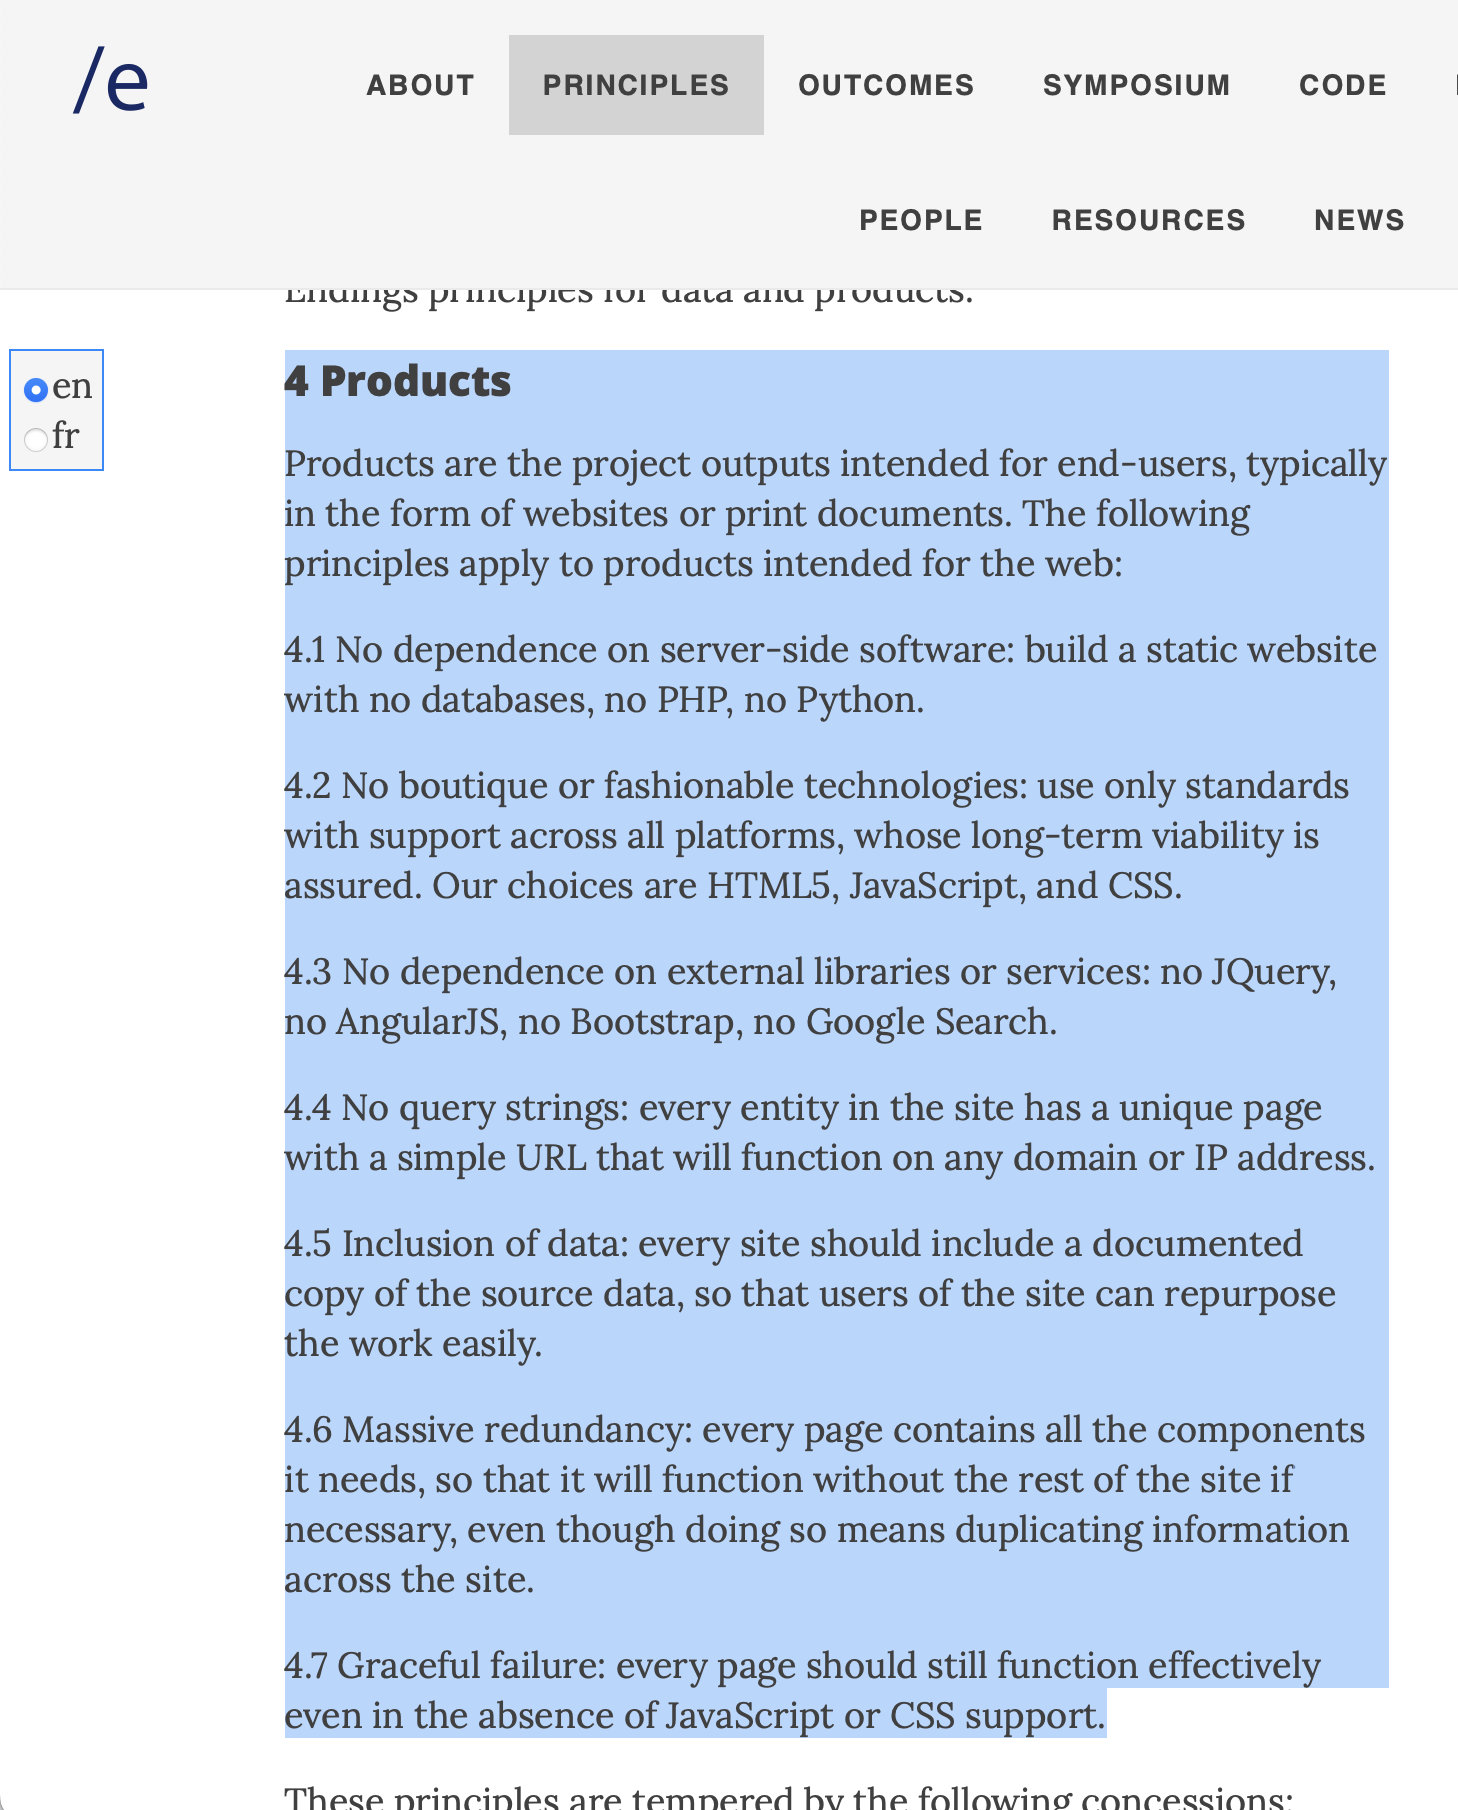 /e
ABOUT PRINCIPLES OUTCOMES SYMPOSIUM CODE
PEOPLE RESOURCES NEWS
Endings principles for data and products.
en
fr
4 Products
Products are the project outputs intended for end-users, typically
in the form of websites or print documents. The following
principles apply to products intended for the web:
4.1 No dependence on server-side software: build a static website
with no databases, no PHP, no Python.
4.2 No boutique or fashionable technologies: use only standards
with support across all platforms, whose long-term viability is
assured. Our choices are HTML5, JavaScript, and CSS.
4.3 No dependence on external libraries or services: no JQuery,
no AngularJS, no Bootstrap, no Google Search.
4.4 No query strings: every entity in the site has a unique page
with a simple URL that will function on any domain or IP address.
4.5 Inclusion of data: every site should include a documented
copy of the source data, so that users of the site can repurpose
the work easily.
4.6 Massive redundancy: every page contains all the components
it needs, so that it will function without the rest of the site if
necessary, even though doing so means duplicating information
across the site.
4.7 Graceful failure: every page should still function effectively
even in the absence of JavaScript or CSS support.
These principles are tempered by the following concessions: